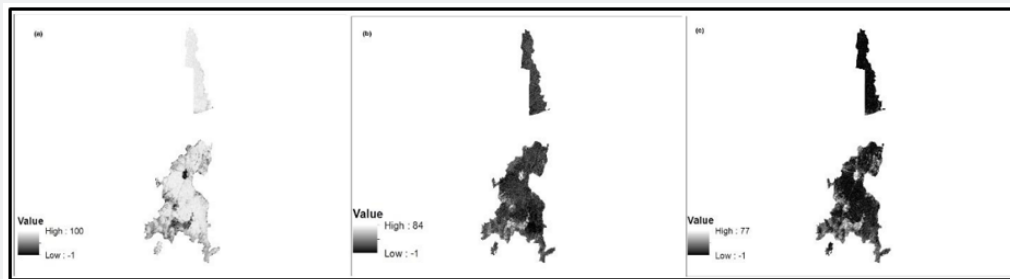 (a)
Value
High : 100
Low : -1
(b)
Value
High : 84
Low : -1
(c)
Value
High : 77
Low : -1